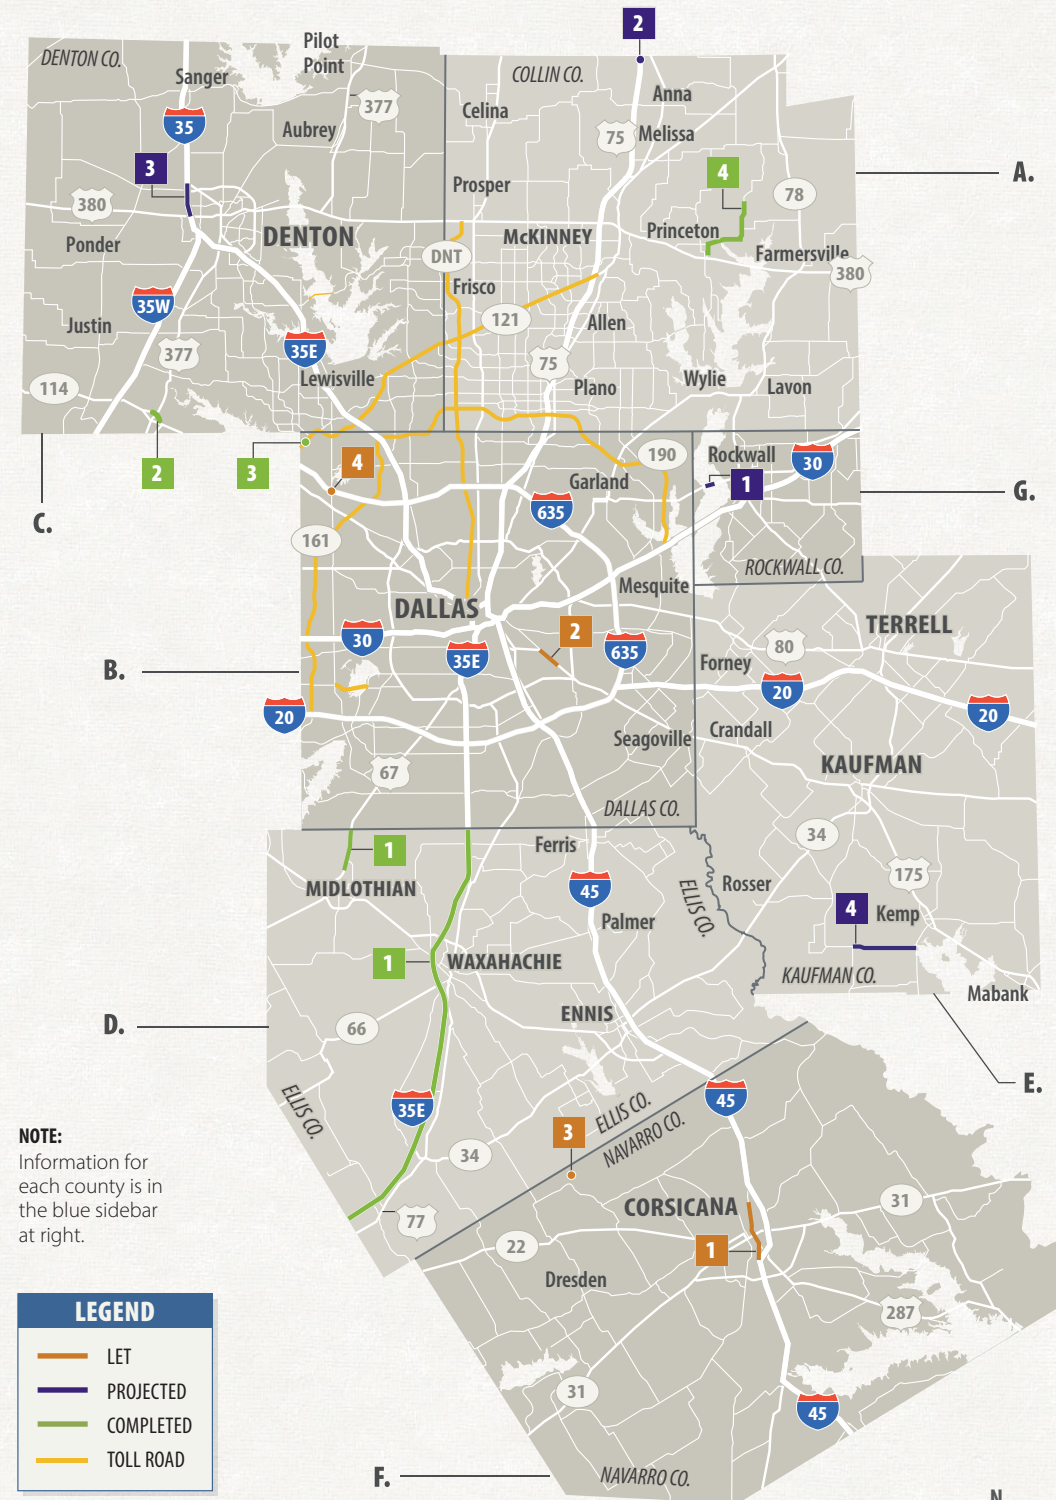 2
DENTON CO.
Pilot
Point
COLLIN CO.
Sanger
377
Celina
Anna
35
Aubrey
75
Melissa
3
4
A.
380
Prosper
78
Ponder
DENTON
McKINNEY
Princeton
DNT
Farmersville
380
35W
Frisco
Justin
121
Allen
377
35E
75
114
Lewisville
Plano
Wylie
Lavon
2
3
4
190
Rockwall
30
Garland
1
G.
C.
635
161
ROCKWALL CO.
Mesquite
DALLAS
TERRELL
30
2
80
B.
35E
635
Forney
20
20
20
Crandall
Seagoville
67
KAUFMAN
DALLAS CO.
34
1
Ferris
175
MIDLOTHIAN
45
ELLIS CO.
Rosser
4
Kemp
Palmer
1
WAXAHACHIE
KAUFMAN CO.
Mabank
D.
66
ENNIS
E.
ELLIS CO.
35E
45
NOTE:
Information for
each county is in
the blue sidebar
at right.
3
ELLIS CO.
NAVARRO CO.
34
31
CORSICANA
77
22
1
Dresden
LEGEND
287
LET
PROJECTED
COMPLETED
TOLL ROAD
31
45
F.
NAVARRO CO.
N